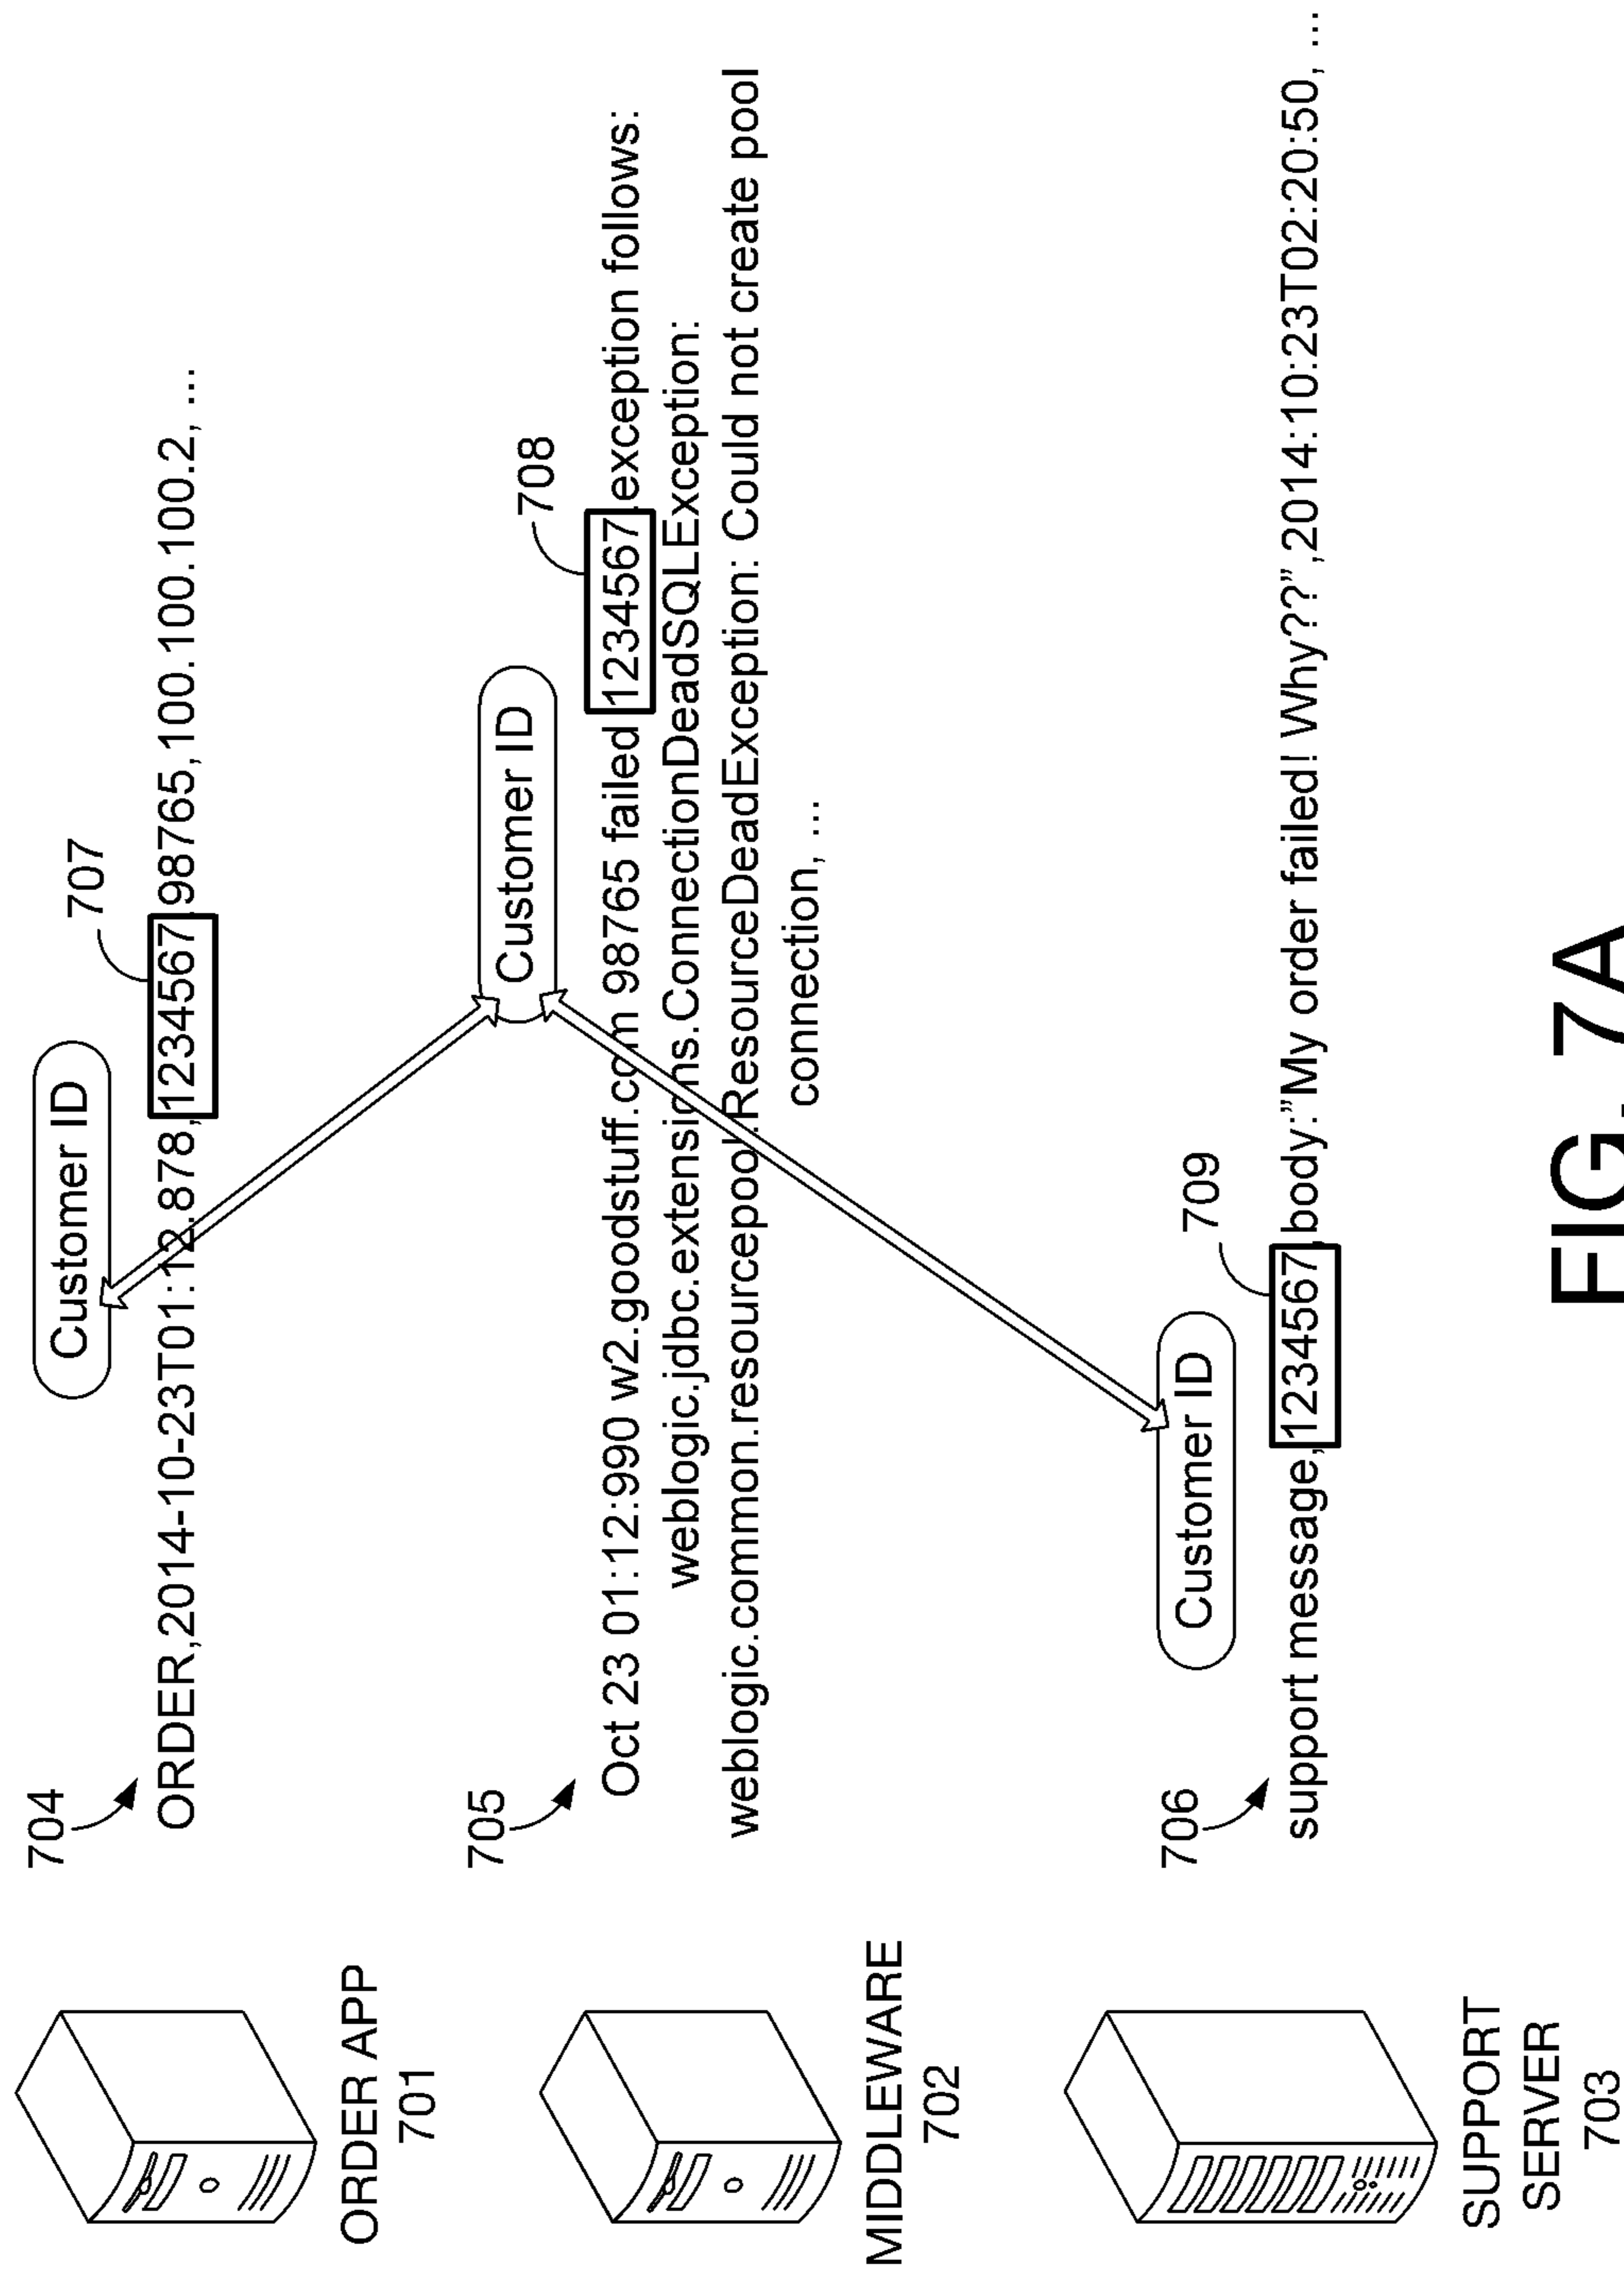 704
Customer ID
707
ORDER,2014-10-23T01:12.878,1234567,98765,100.100.100.2, ...
ORDER APP
701
705
Customer ID
708
Oct 23 01:12:990 w2.goodstuff.com 98765 failed 1234567 exception follows:
weblogic.jdbc.extensions.ConnectionDeadSQLException:
weblogic.common.resourcepool.ResourceDeadException: Could not create pool
connection, ...
MIDDLEWARE
702
706
Customer ID
709
support message,1234567,body:"My order failed! Why??",2014:10:23T02:20:50, ...
SUPPORT
SERVER
703
FIG. 7A